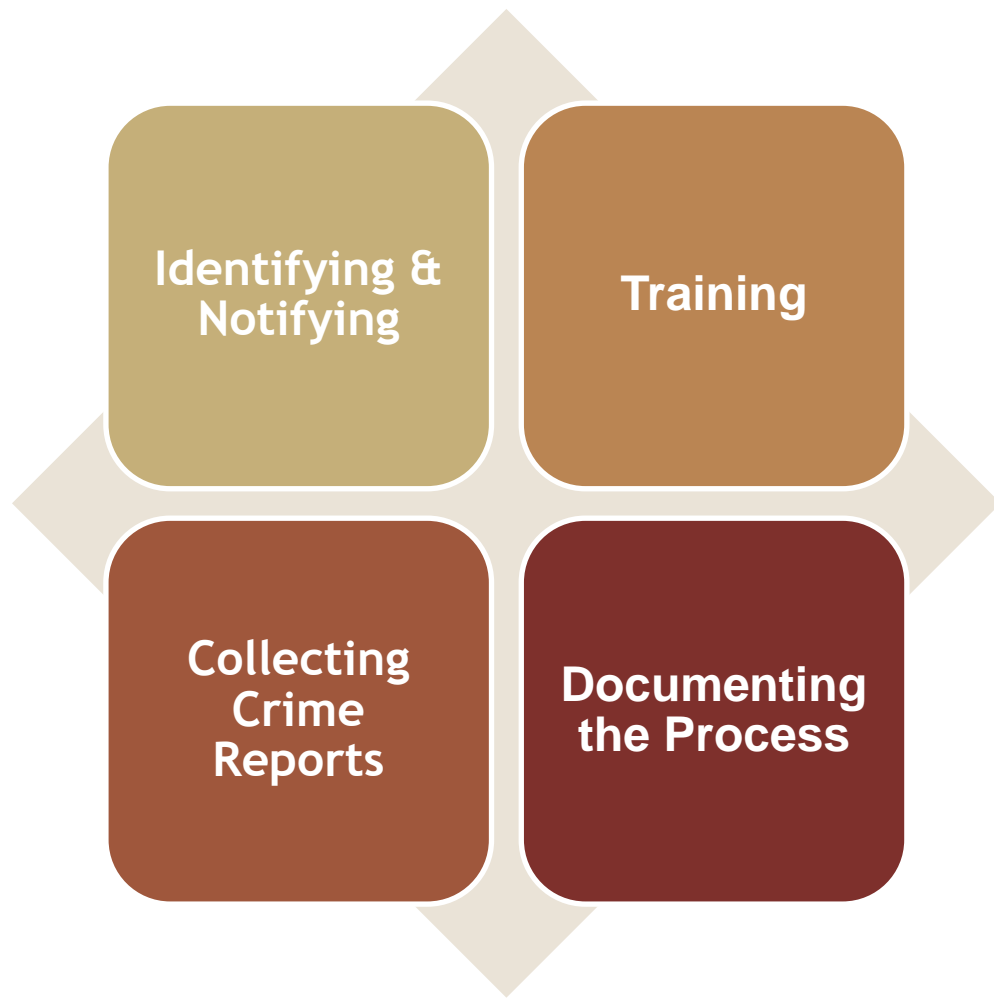 Identifying &
Notifying
Training
Collecting
Crime
Reports
Documenting
the Process